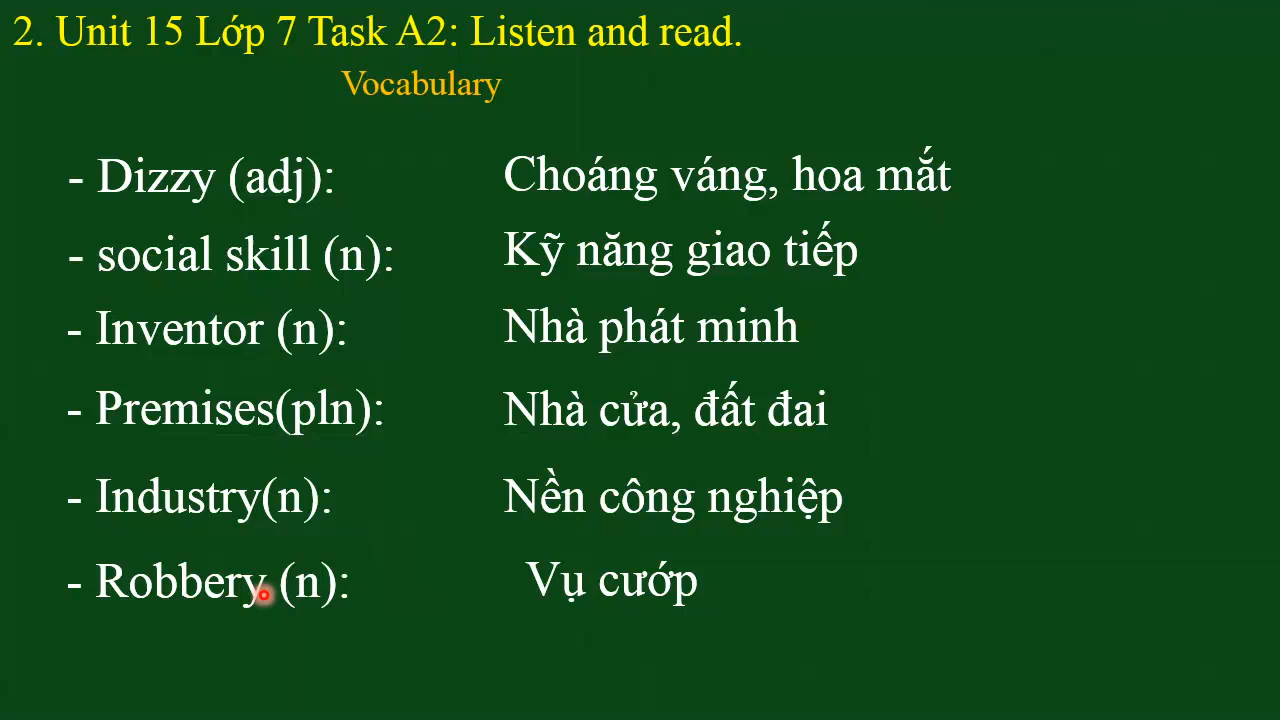 2. Unit 15 Lớp 7 Task A2: Listen and read.
Vocabulary
- Dizzy (adj): Choáng váng, hoa mắt
- social skill (n): Kỹ năng giao tiếp
- Inventor (n): Nhà phát minh
- Premises(pln): Nhà cửa, đất đai
- Industry(n): Nền công nghiệp
- Robbery (n): Vụ cướp